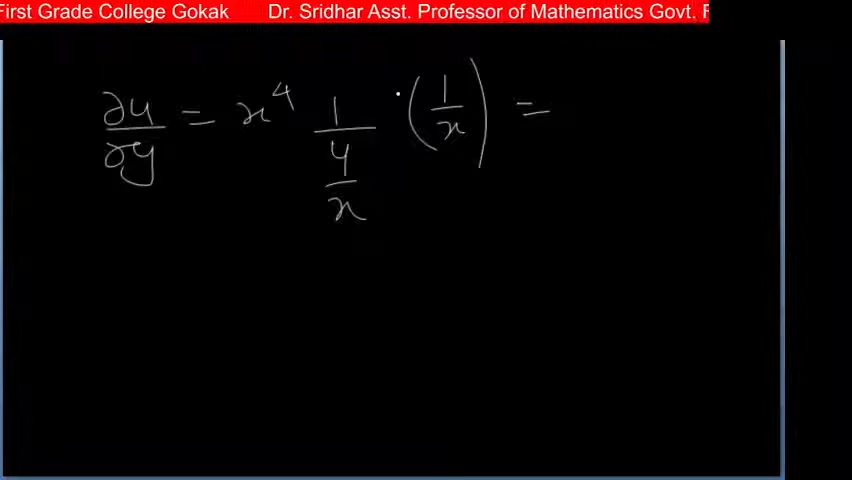 First Grade College Gokak Dr. Sridhar Asst. Professor of Mathematics Govt. F
∂u/∂y = x⁴ 1/(y/x) · (1/x) =